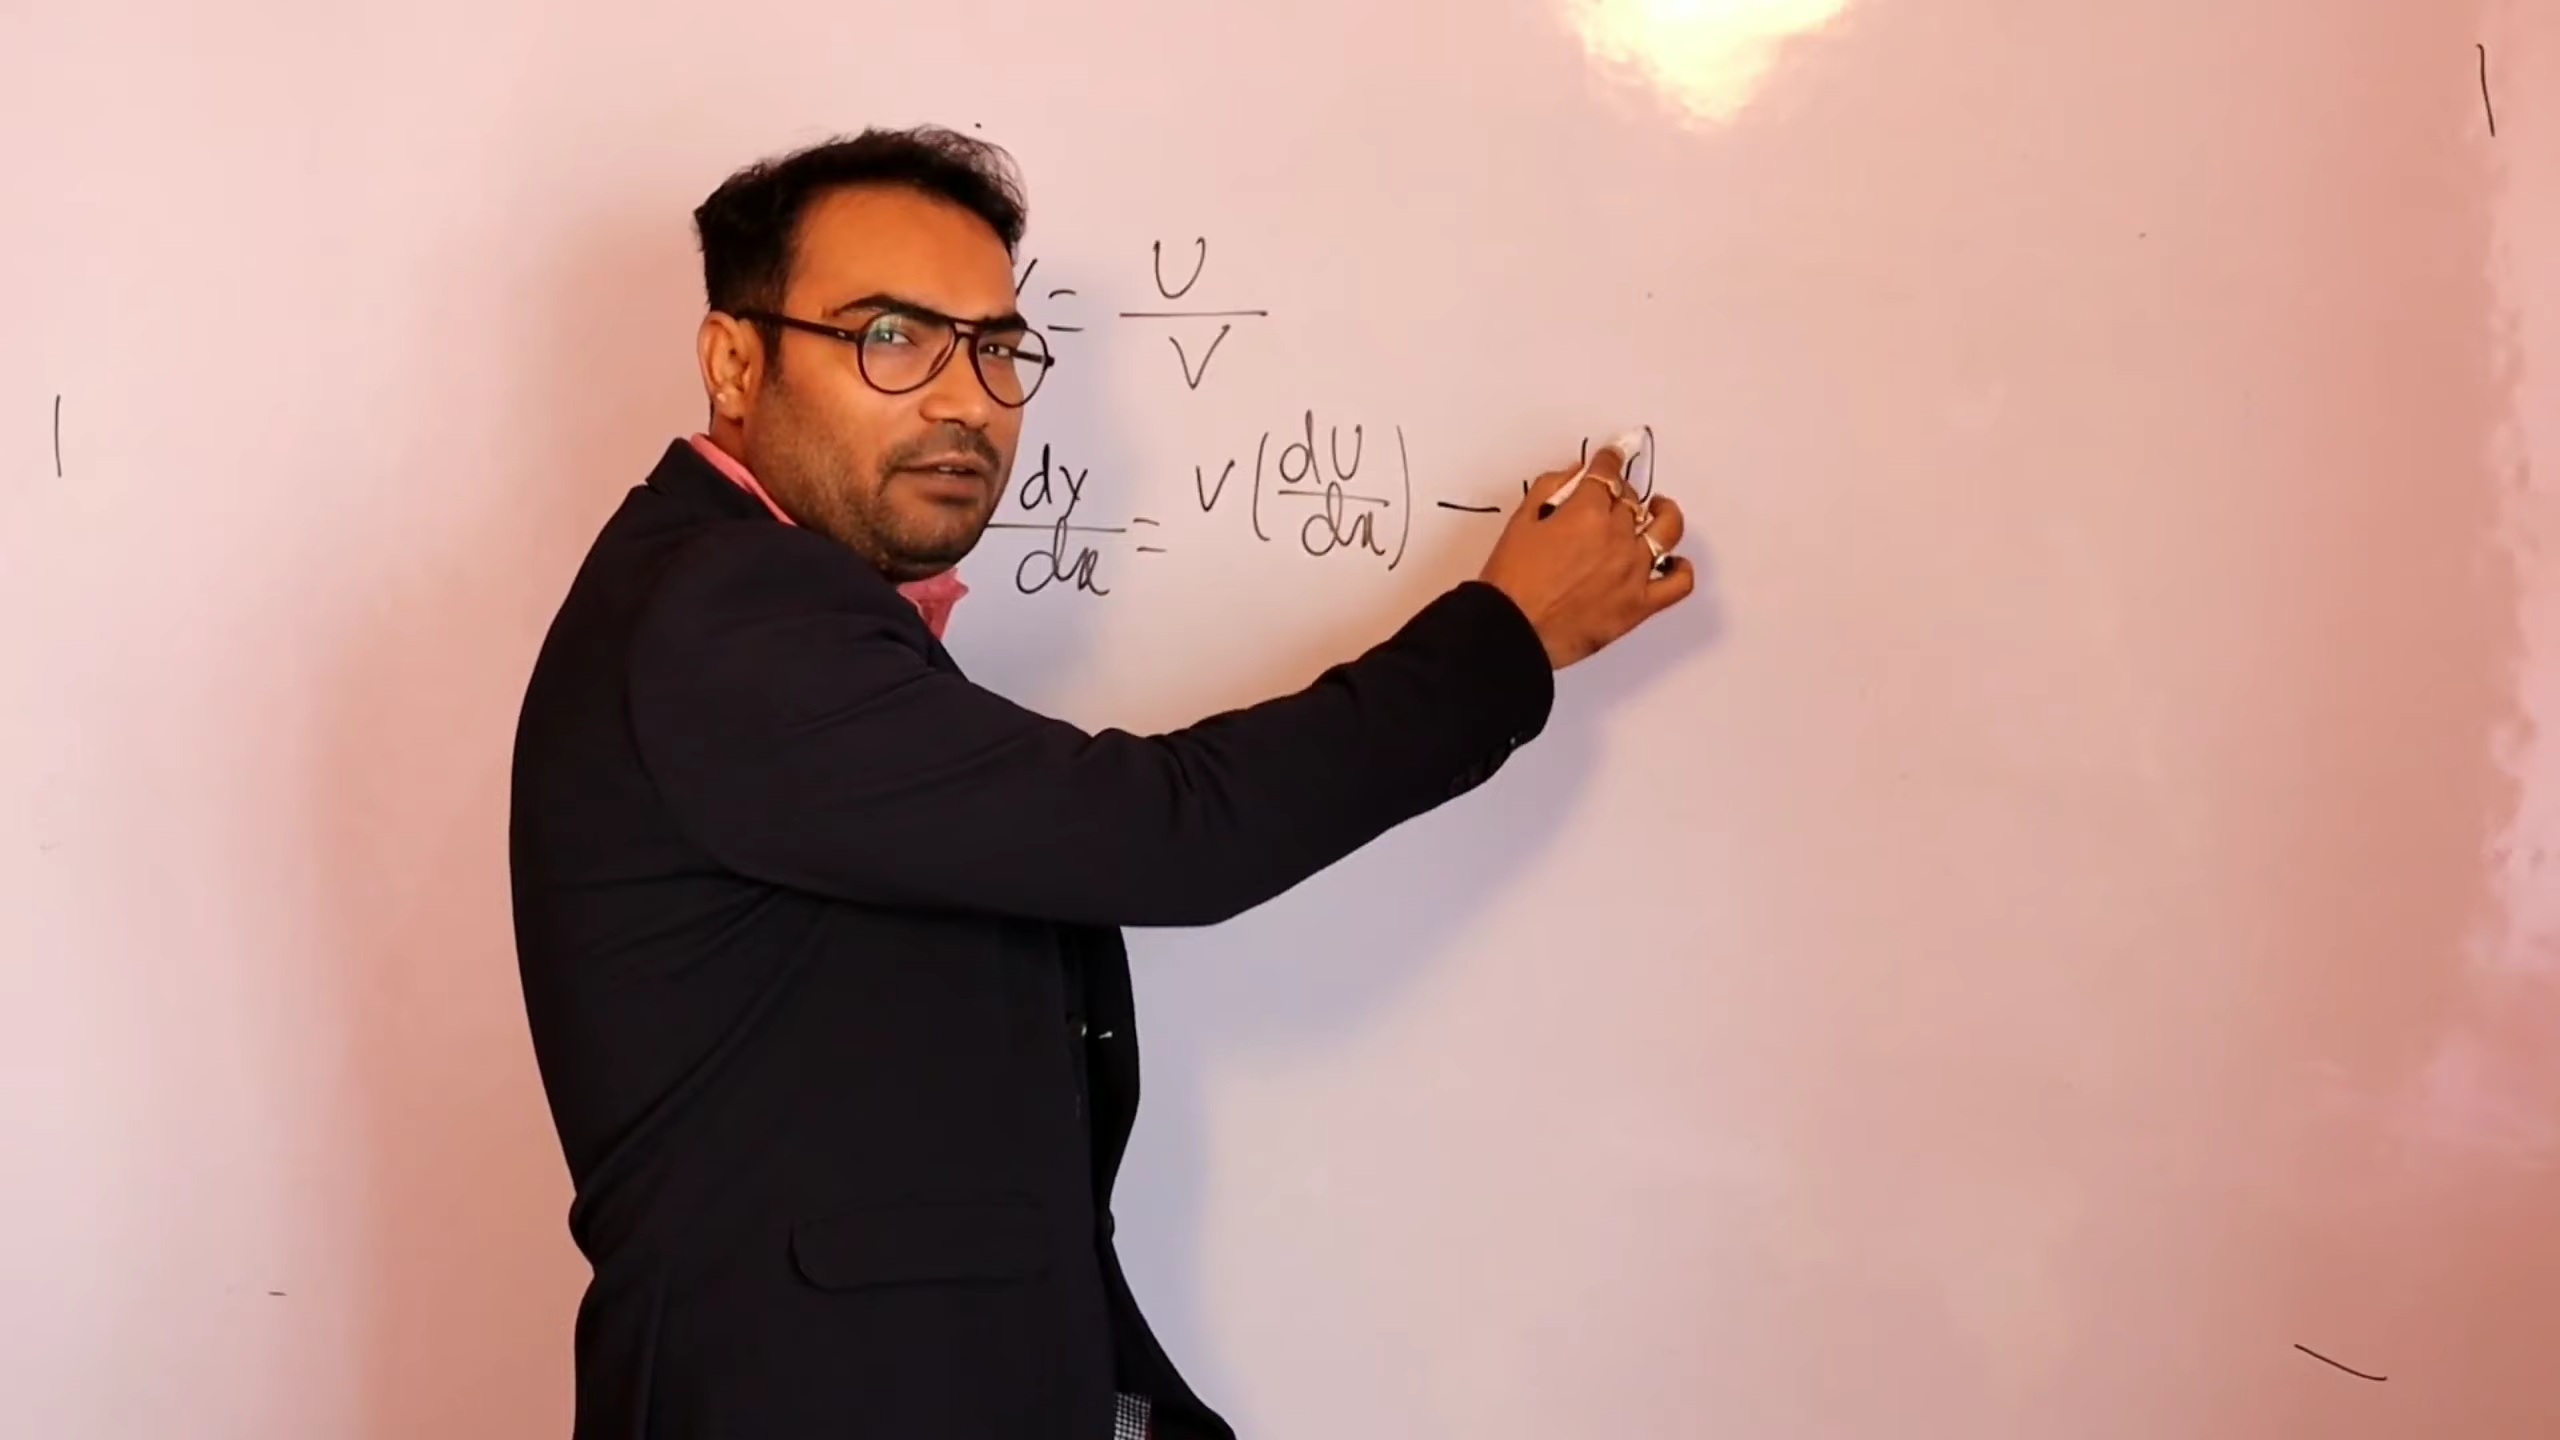 y = U/V
dy/dx = V(dU/dx) —